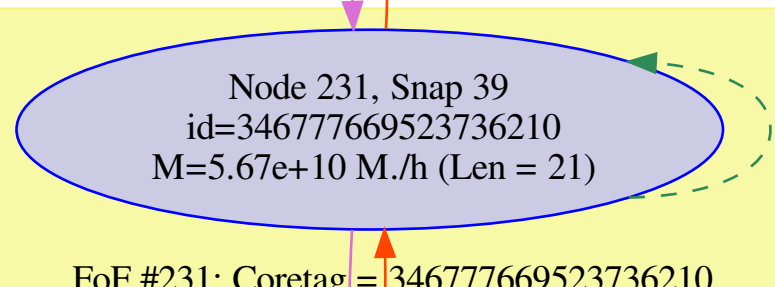 Node 231, Snap 39
id=346777669523736210
M=5.67e+10 M./h (Len = 21)
FoF #231: Coretag = 346777669523736210